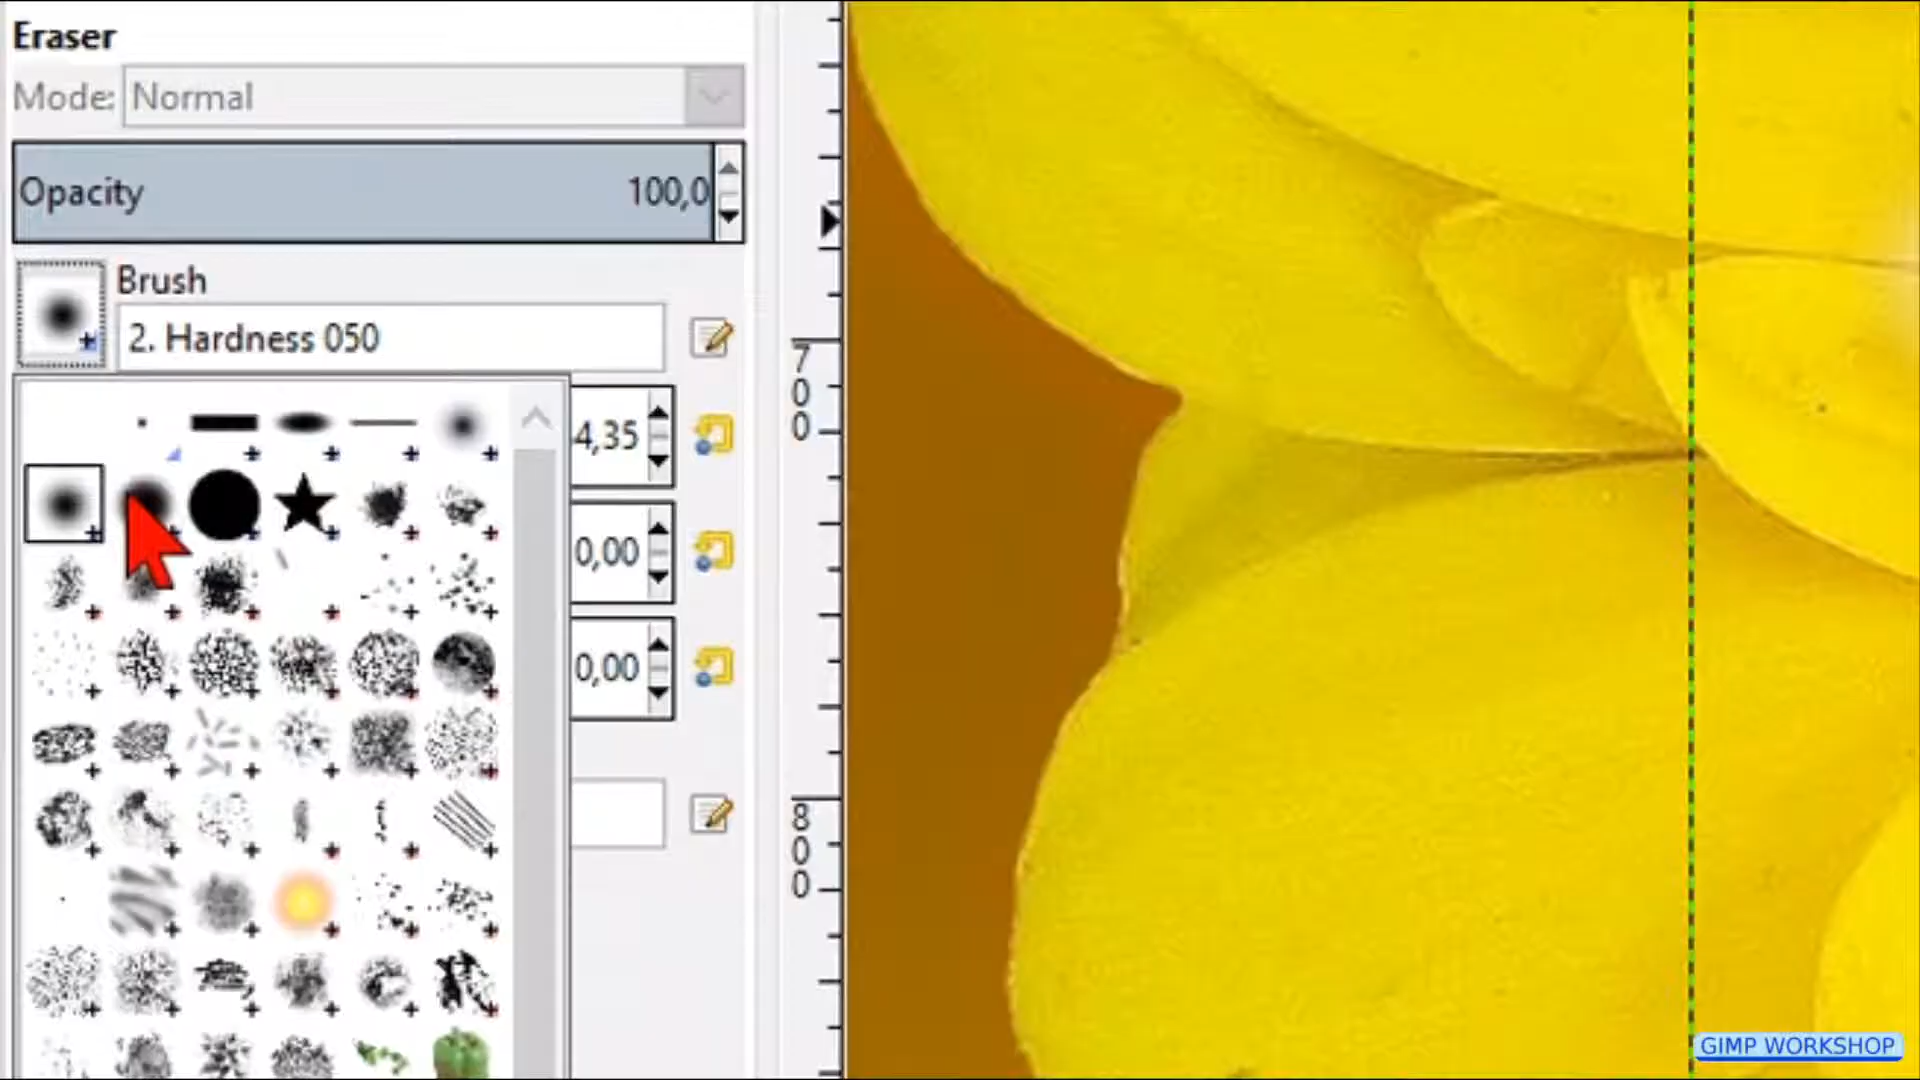 Eraser
Mode: Normal
Opacity 100,0
Brush
2. Hardness 050
4,35
0,00
0,00
700
800
GIMP WORKSHOP